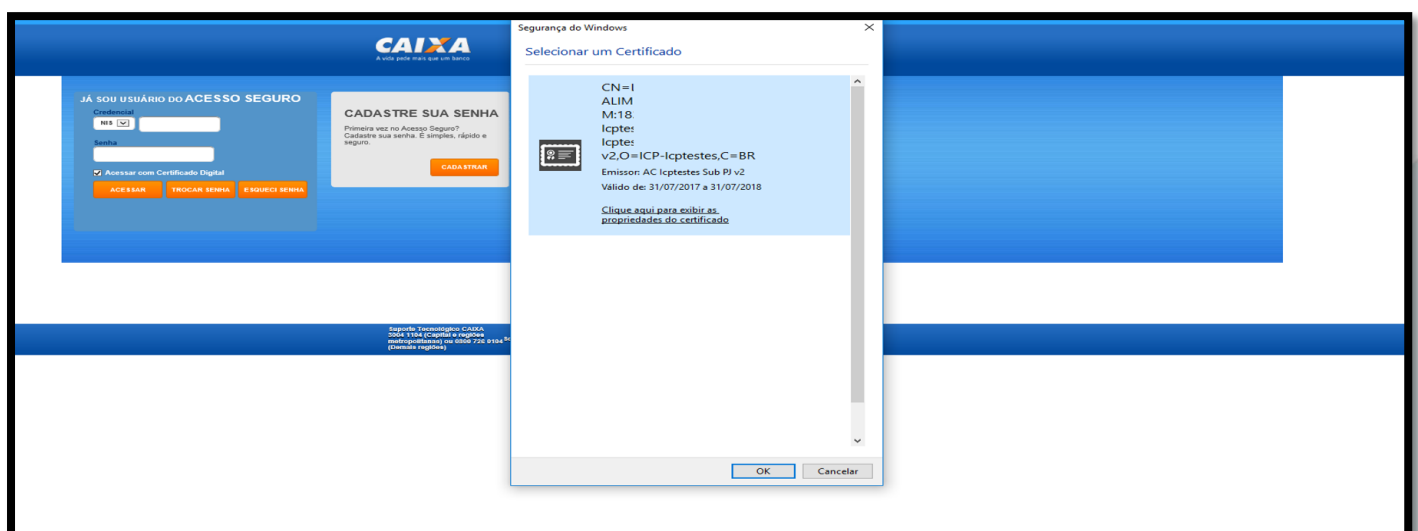 CAIXA
A vida pede mais que um banco
JÁ SOU USUÁRIO DO ACESSO SEGURO
Credencial
NIS
Senha
Acessar com Certificado Digital
ACESSAR
TROCAR SENHA
ESQUECI SENHA
CADASTRE SUA SENHA
Primeira vez no Acesso Seguro?
Cadastre sua senha. É simples, rápido e
seguro.
CADASTRAR
Segurança do Windows
Selecionar um Certificado
CN=I
ALIM
M:18
Icptes
Icptes
v2,O=ICP-Icptestes,C=BR
Emissor: AC Icptestes Sub PJ v2
Válido de: 31/07/2017 a 31/07/2018
Clique aqui para exibir as
propriedades do certificado
OK
Cancelar
Suporte Tecnológico CAIXA
3004 1104 (Capital e regiões
metropolitanas) ou 0800 726 0104
(Demais regiões)